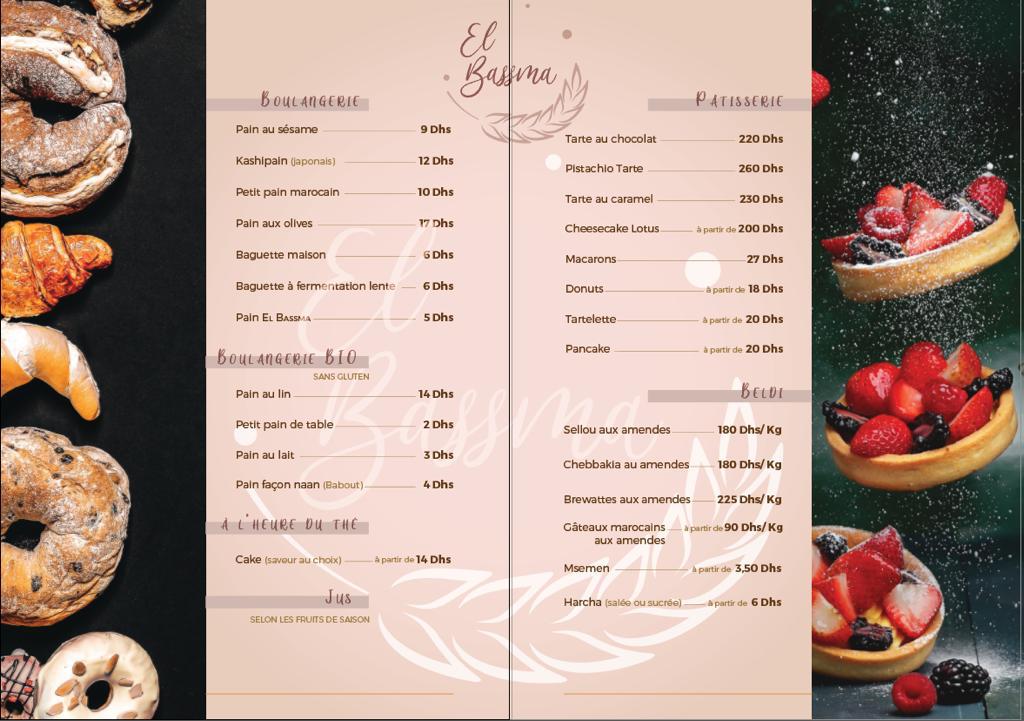 El
Bassma
BOULANGERIE
Pain au sésame 9 Dhs
Kashipain (japonais) 12 Dhs
Petit pain marocain 10 Dhs
Pain aux olives 17 Dhs
Baguette maison 6 Dhs
Baguette à fermentation lente 6 Dhs
Pain EL BASSMA 5 Dhs
BOULANGERIE BIO
SANS GLUTEN
Pain au lin 14 Dhs
Petit pain de table 2 Dhs
Pain au lait 3 Dhs
Pain façon naan (Babout) 4 Dhs
A L'HEURE DU THÉ
Cake (saveur au choix) à partir de 14 Dhs
JUS
SELON LES FRUITS DE SAISON
PATISSERIE
Tarte au chocolat 220 Dhs
Pistachio Tarte 260 Dhs
Tarte au caramel 230 Dhs
Cheesecake Lotus à partir de 200 Dhs
Macarons 27 Dhs
Donuts à partir de 18 Dhs
Tartelette à partir de 20 Dhs
Pancake à partir de 20 Dhs
BELDI
Sellou aux amendes 180 Dhs/Kg
Chebbakia au amendes 180 Dhs/Kg
Brewattes aux amendes 225 Dhs/Kg
Gâteaux marocains à partir de 90 Dhs/Kg
aux amendes
Msemen à partir de 3,50 Dhs
Harcha (salée ou sucrée) à partir de 6 Dhs
El
Bassma